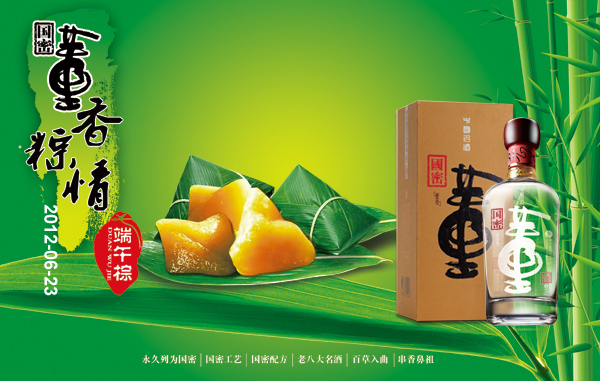 国密
董香
粽情
2012-06-23
端午粽
DUAN WU JIE
國密
董
国密
董
永久列为国密 | 国密工艺 | 国密配方 | 老八大名酒 | 百草入曲 | 串香鼻祖